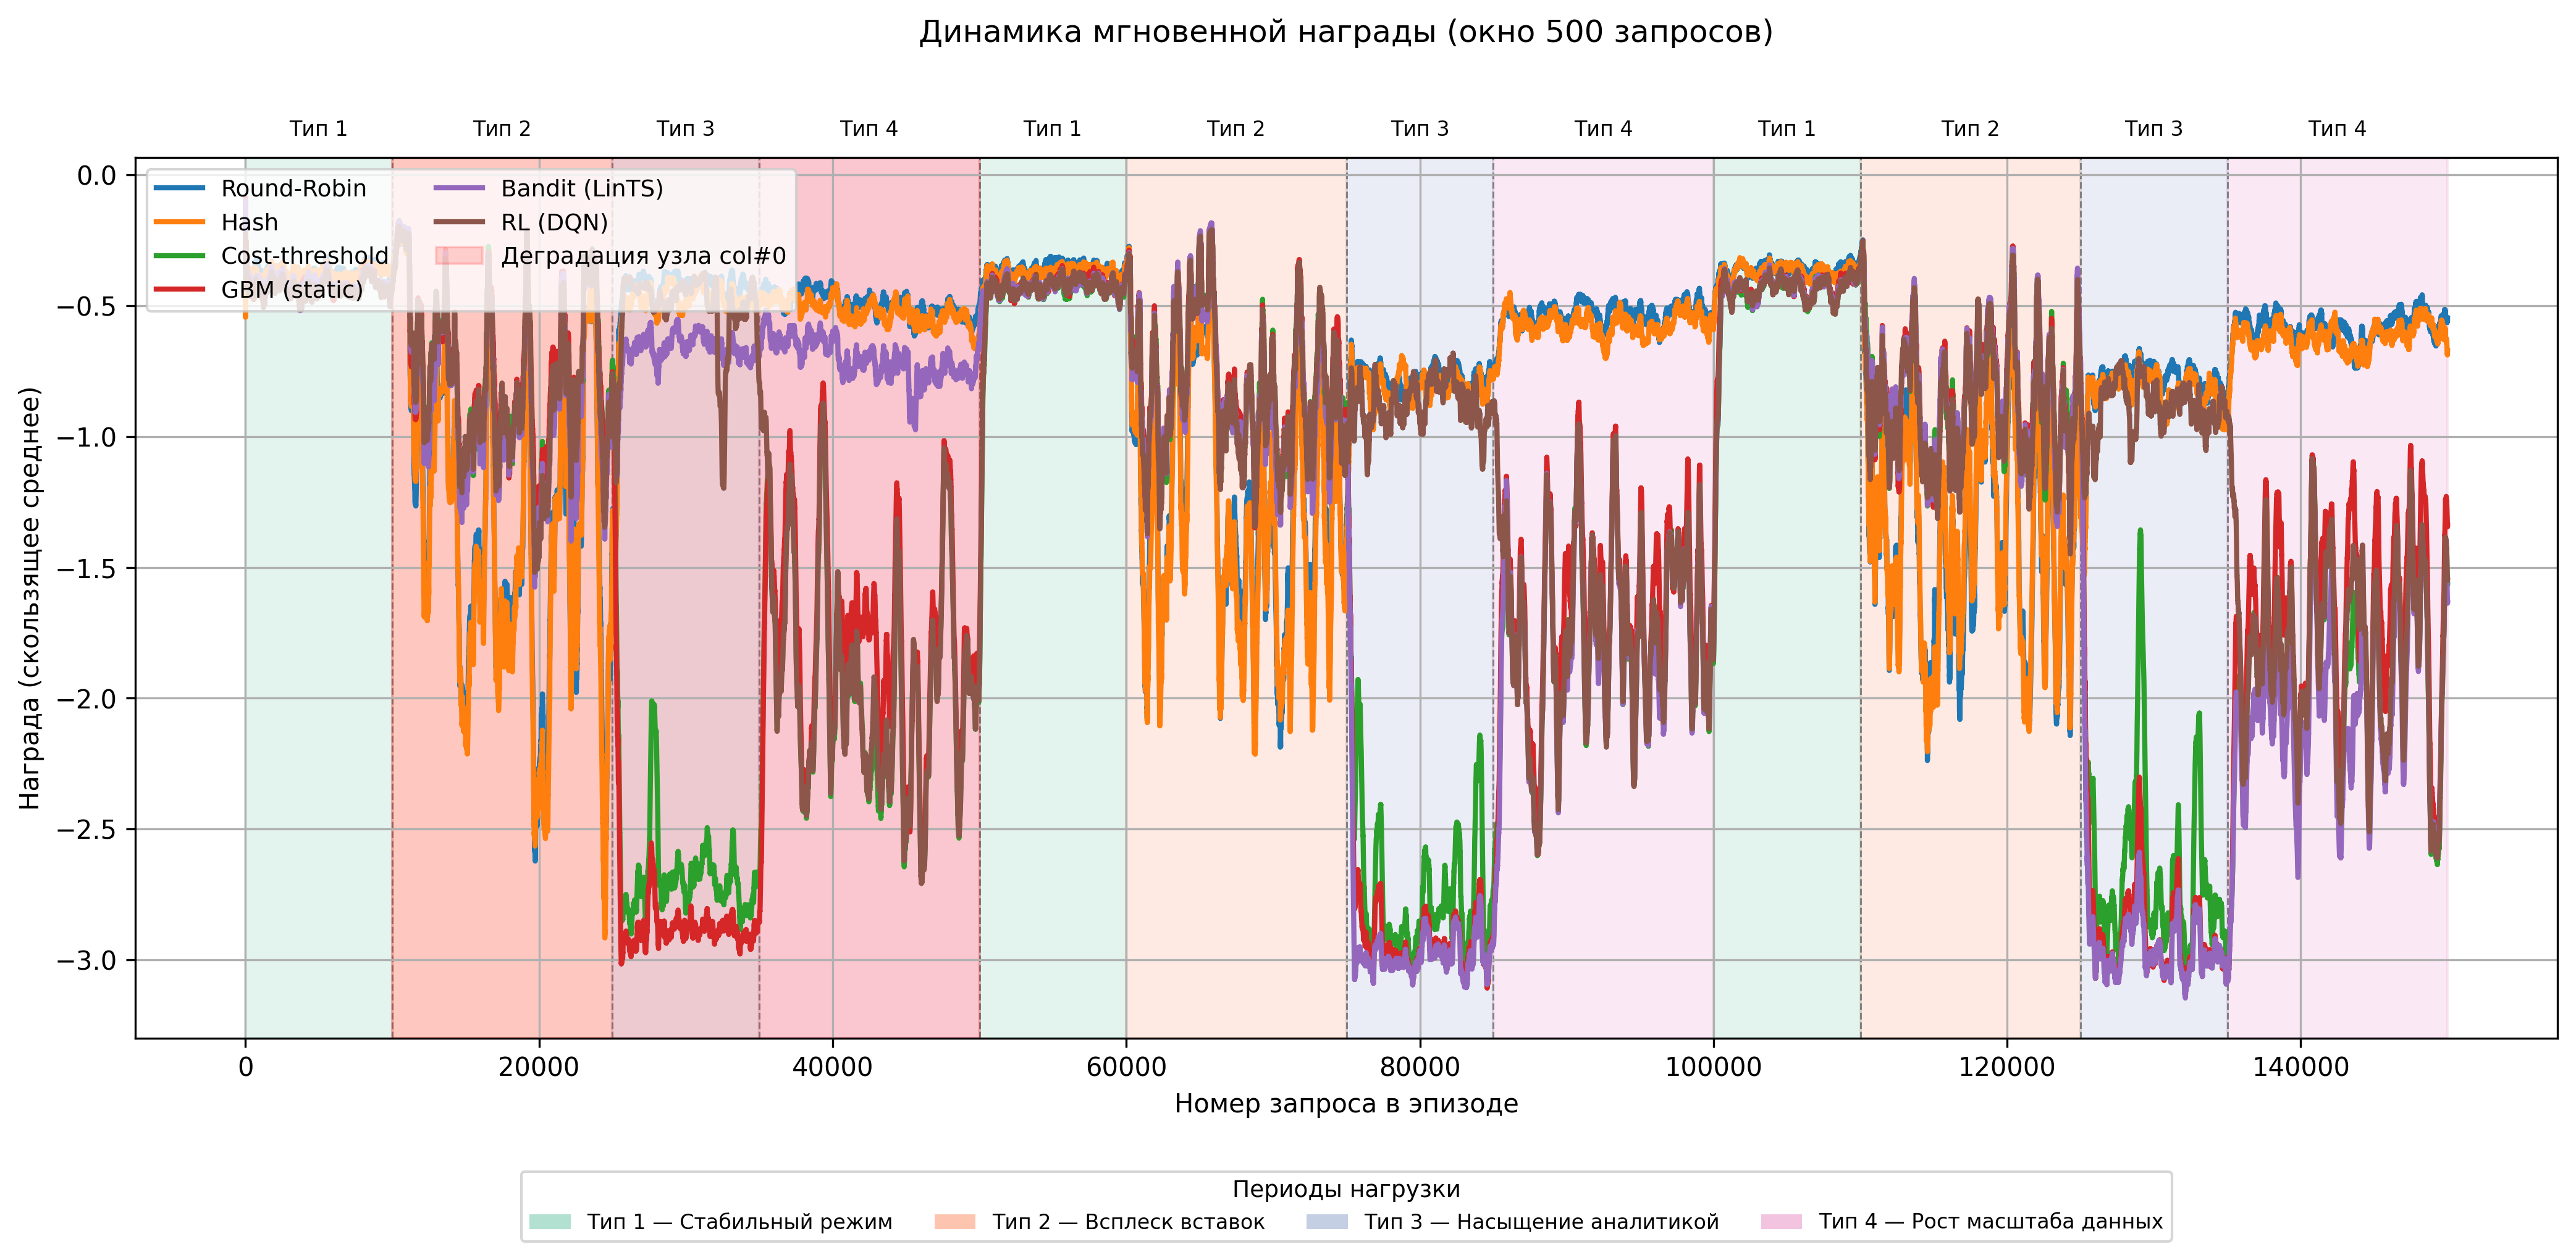 Динамика мгновенной награды (окно 500 запросов)
Тип 1 Тип 2 Тип 3 Тип 4 Тип 1 Тип 2 Тип 3 Тип 4 Тип 1 Тип 2 Тип 3 Тип 4
Round-Robin
Hash
Cost-threshold
GBM (static)
Bandit (LinTS)
RL (DQN)
Деградация узла col#0
0.0
−0.5
−1.0
−1.5
−2.0
−2.5
−3.0
Награда (скользящее среднее)
0 20000 40000 60000 80000 100000 120000 140000
Номер запроса в эпизоде
Периоды нагрузки
Тип 1 — Стабильный режим Тип 2 — Всплеск вставок Тип 3 — Насыщение аналитикой Тип 4 — Рост масштаба данных